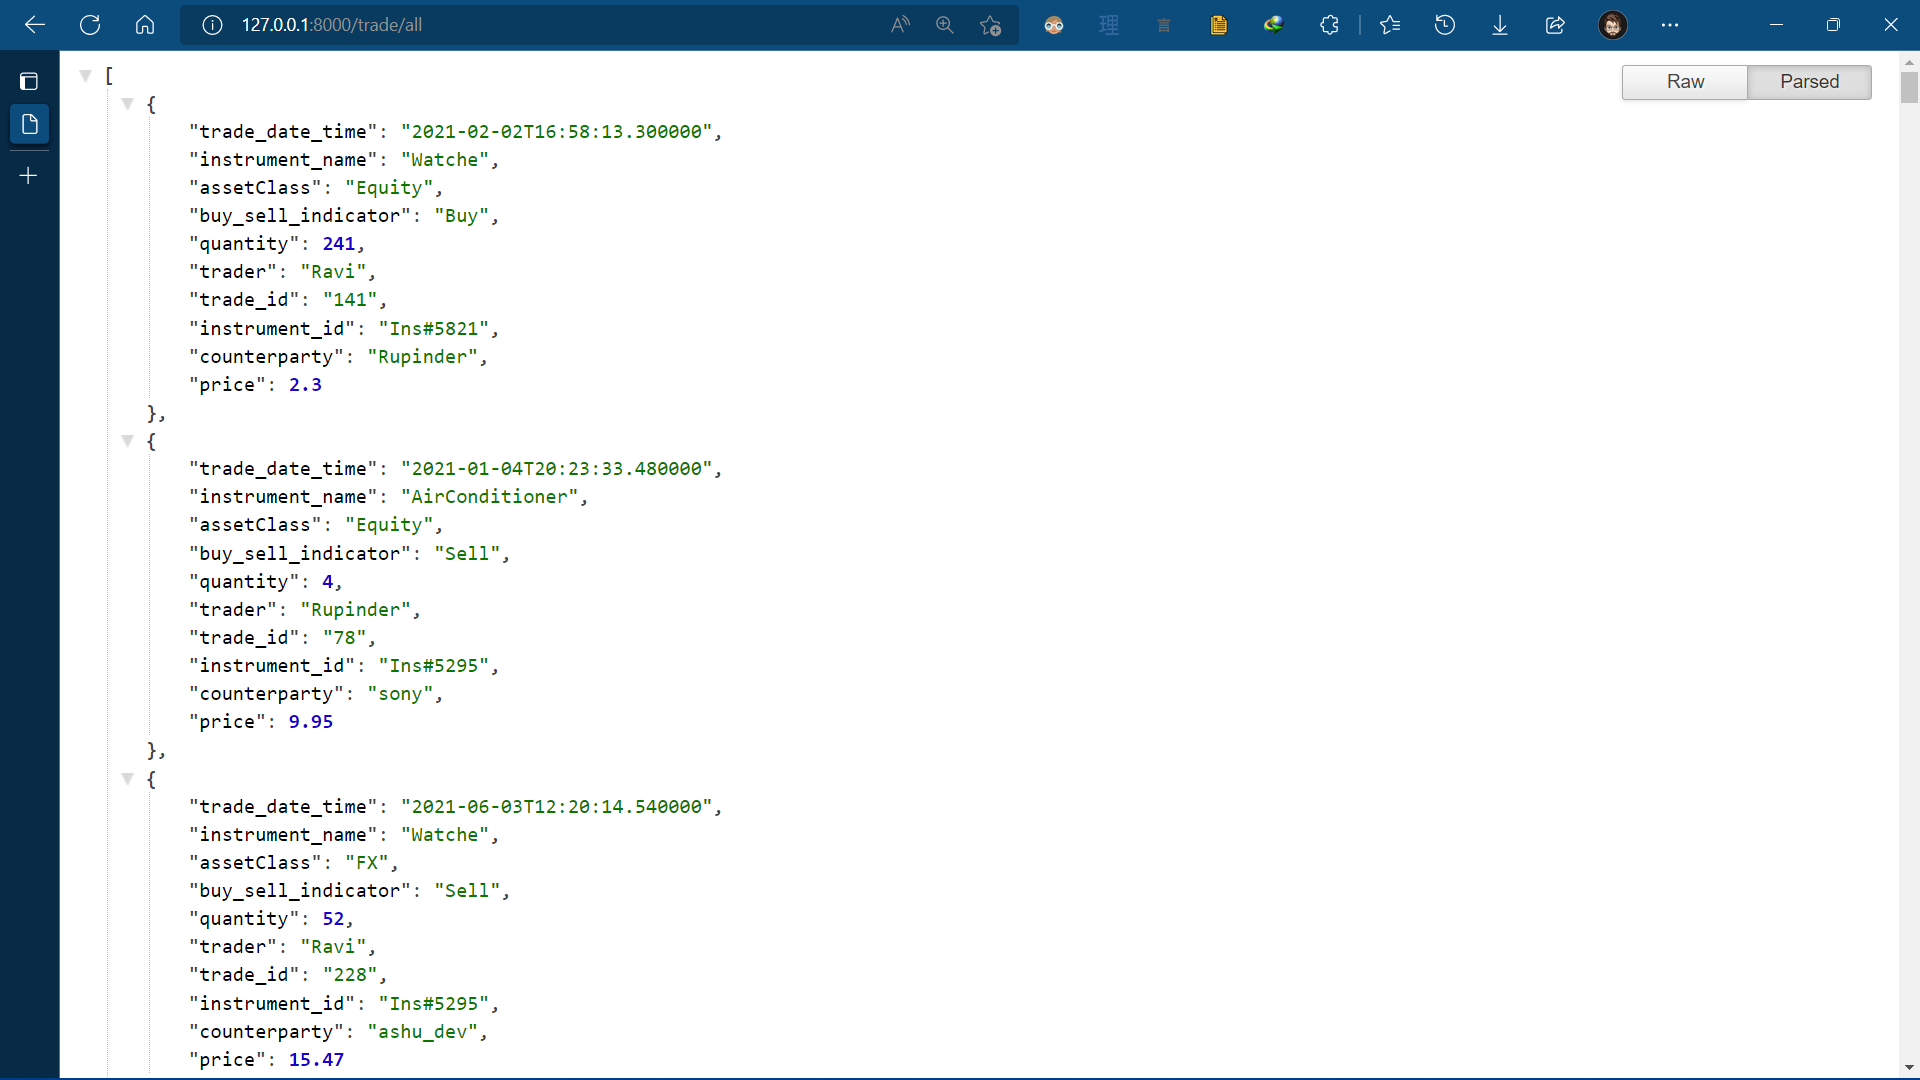 127.0.0.1:8000/trade/all
Raw
Parsed
[
{
"trade_date_time": "2021-02-02T16:58:13.300000",
"instrument_name": "Watche",
"assetClass": "Equity",
"buy_sell_indicator": "Buy",
"quantity": 241,
"trader": "Ravi",
"trade_id": "141",
"instrument_id": "Ins#5821",
"counterparty": "Rupinder",
"price": 2.3
},
{
"trade_date_time": "2021-01-04T20:23:33.480000",
"instrument_name": "AirConditioner",
"assetClass": "Equity",
"buy_sell_indicator": "Sell",
"quantity": 4,
"trader": "Rupinder",
"trade_id": "78",
"instrument_id": "Ins#5295",
"counterparty": "sony",
"price": 9.95
},
{
"trade_date_time": "2021-06-03T12:20:14.540000",
"instrument_name": "Watche",
"assetClass": "FX",
"buy_sell_indicator": "Sell",
"quantity": 52,
"trader": "Ravi",
"trade_id": "228",
"instrument_id": "Ins#5295",
"counterparty": "ashu_dev",
"price": 15.47